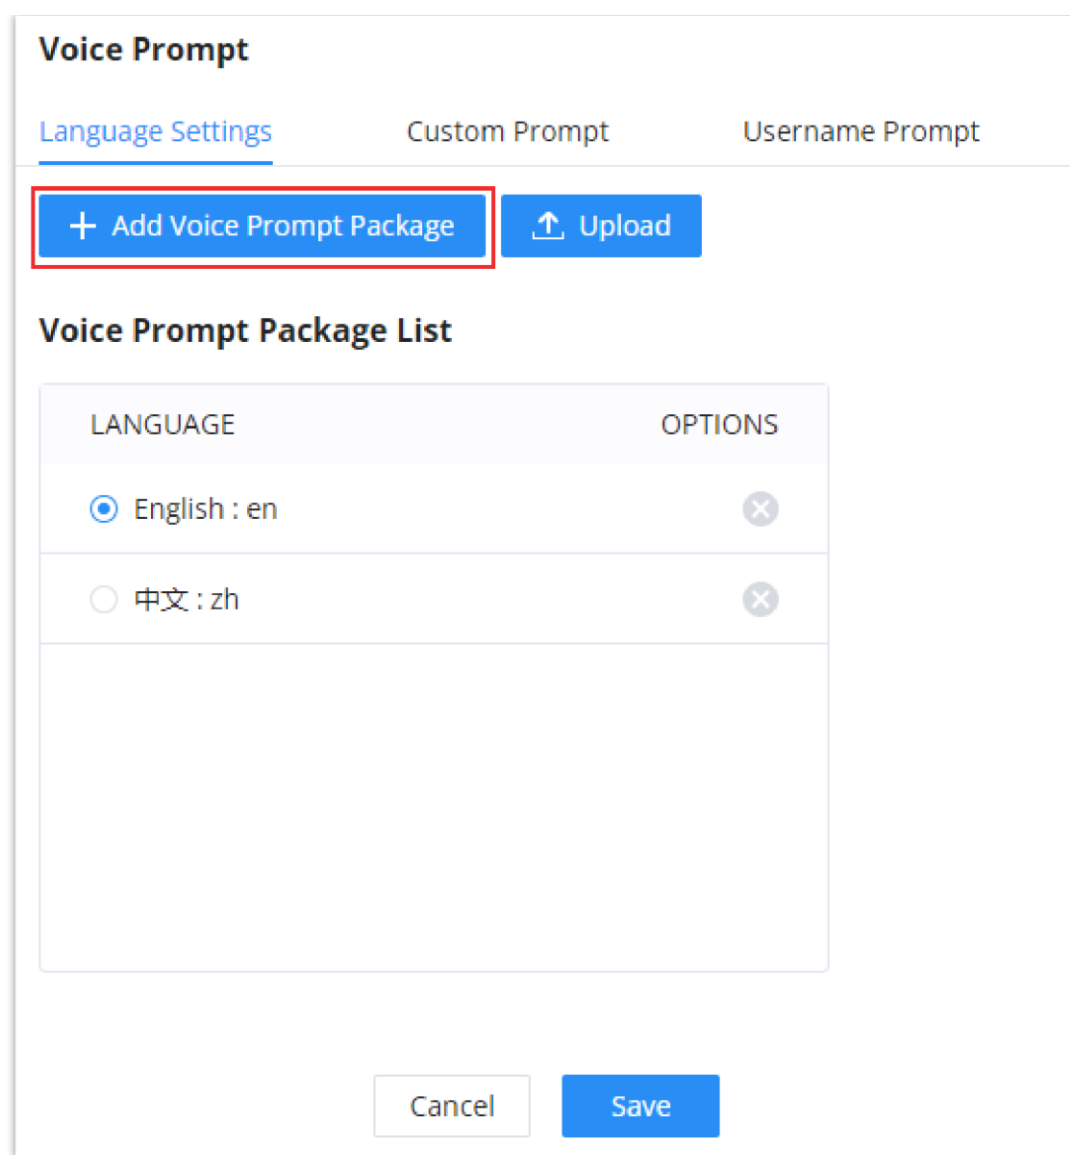 Voice Prompt
Language Settings Custom Prompt Username Prompt
Add Voice Prompt Package Upload
Voice Prompt Package List
LANGUAGE OPTIONS
English : en
中文 : zh
Cancel Save